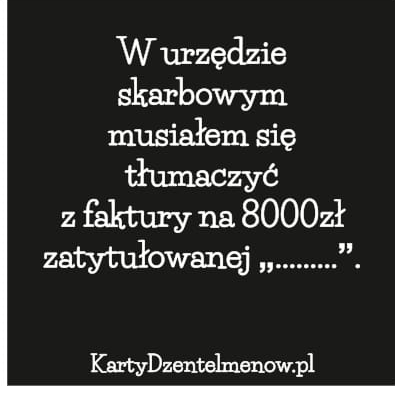 W urzędzie
skarbowym
musiałem się
tłumaczyć
z faktury na 8000zł
zatytułowanej „.........”.
KartyDzentelmenow.pl